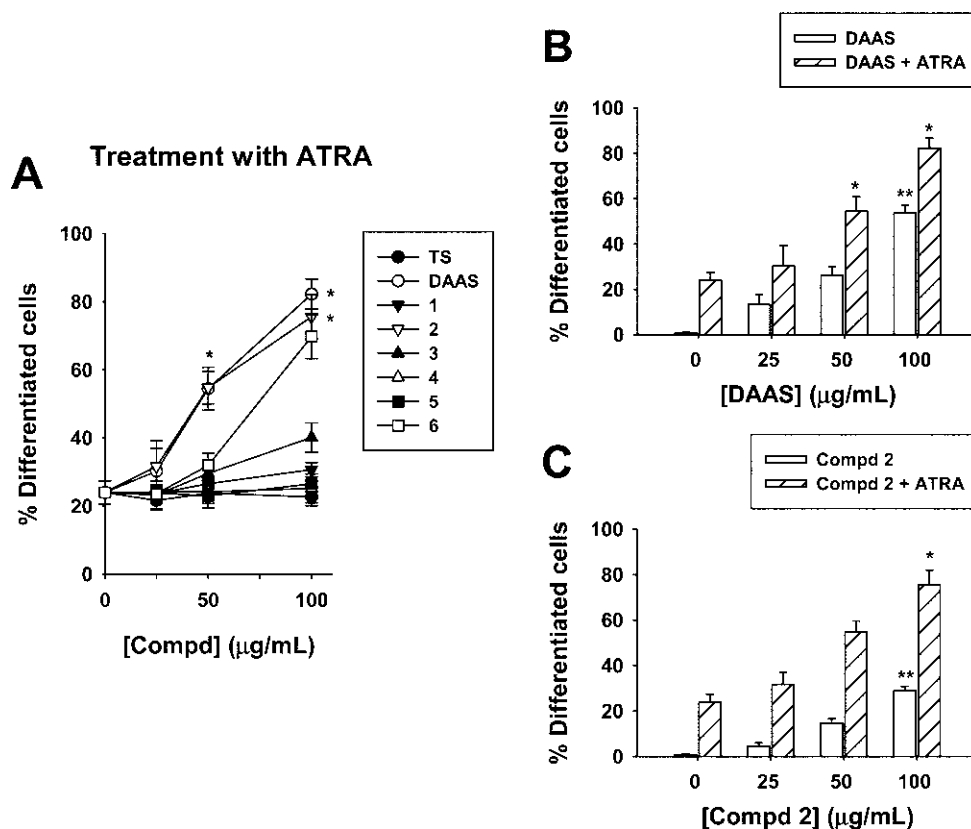 A
Treatment with ATRA
% Differentiated cells
100
80
60
40
20
0
*
*
*
0
50
100
[Compd] (μg/mL)
TS
DAAS
1
2
3
4
5
6
B
DAAS
DAAS + ATRA
% Differentiated cells
100
80
60
40
20
0
*
**
*
0
25
50
100
[DAAS] (μg/mL)
C
Compd 2
Compd 2 + ATRA
% Differentiated cells
100
80
60
40
20
0
**
*
0
25
50
100
[Compd 2] (μg/mL)